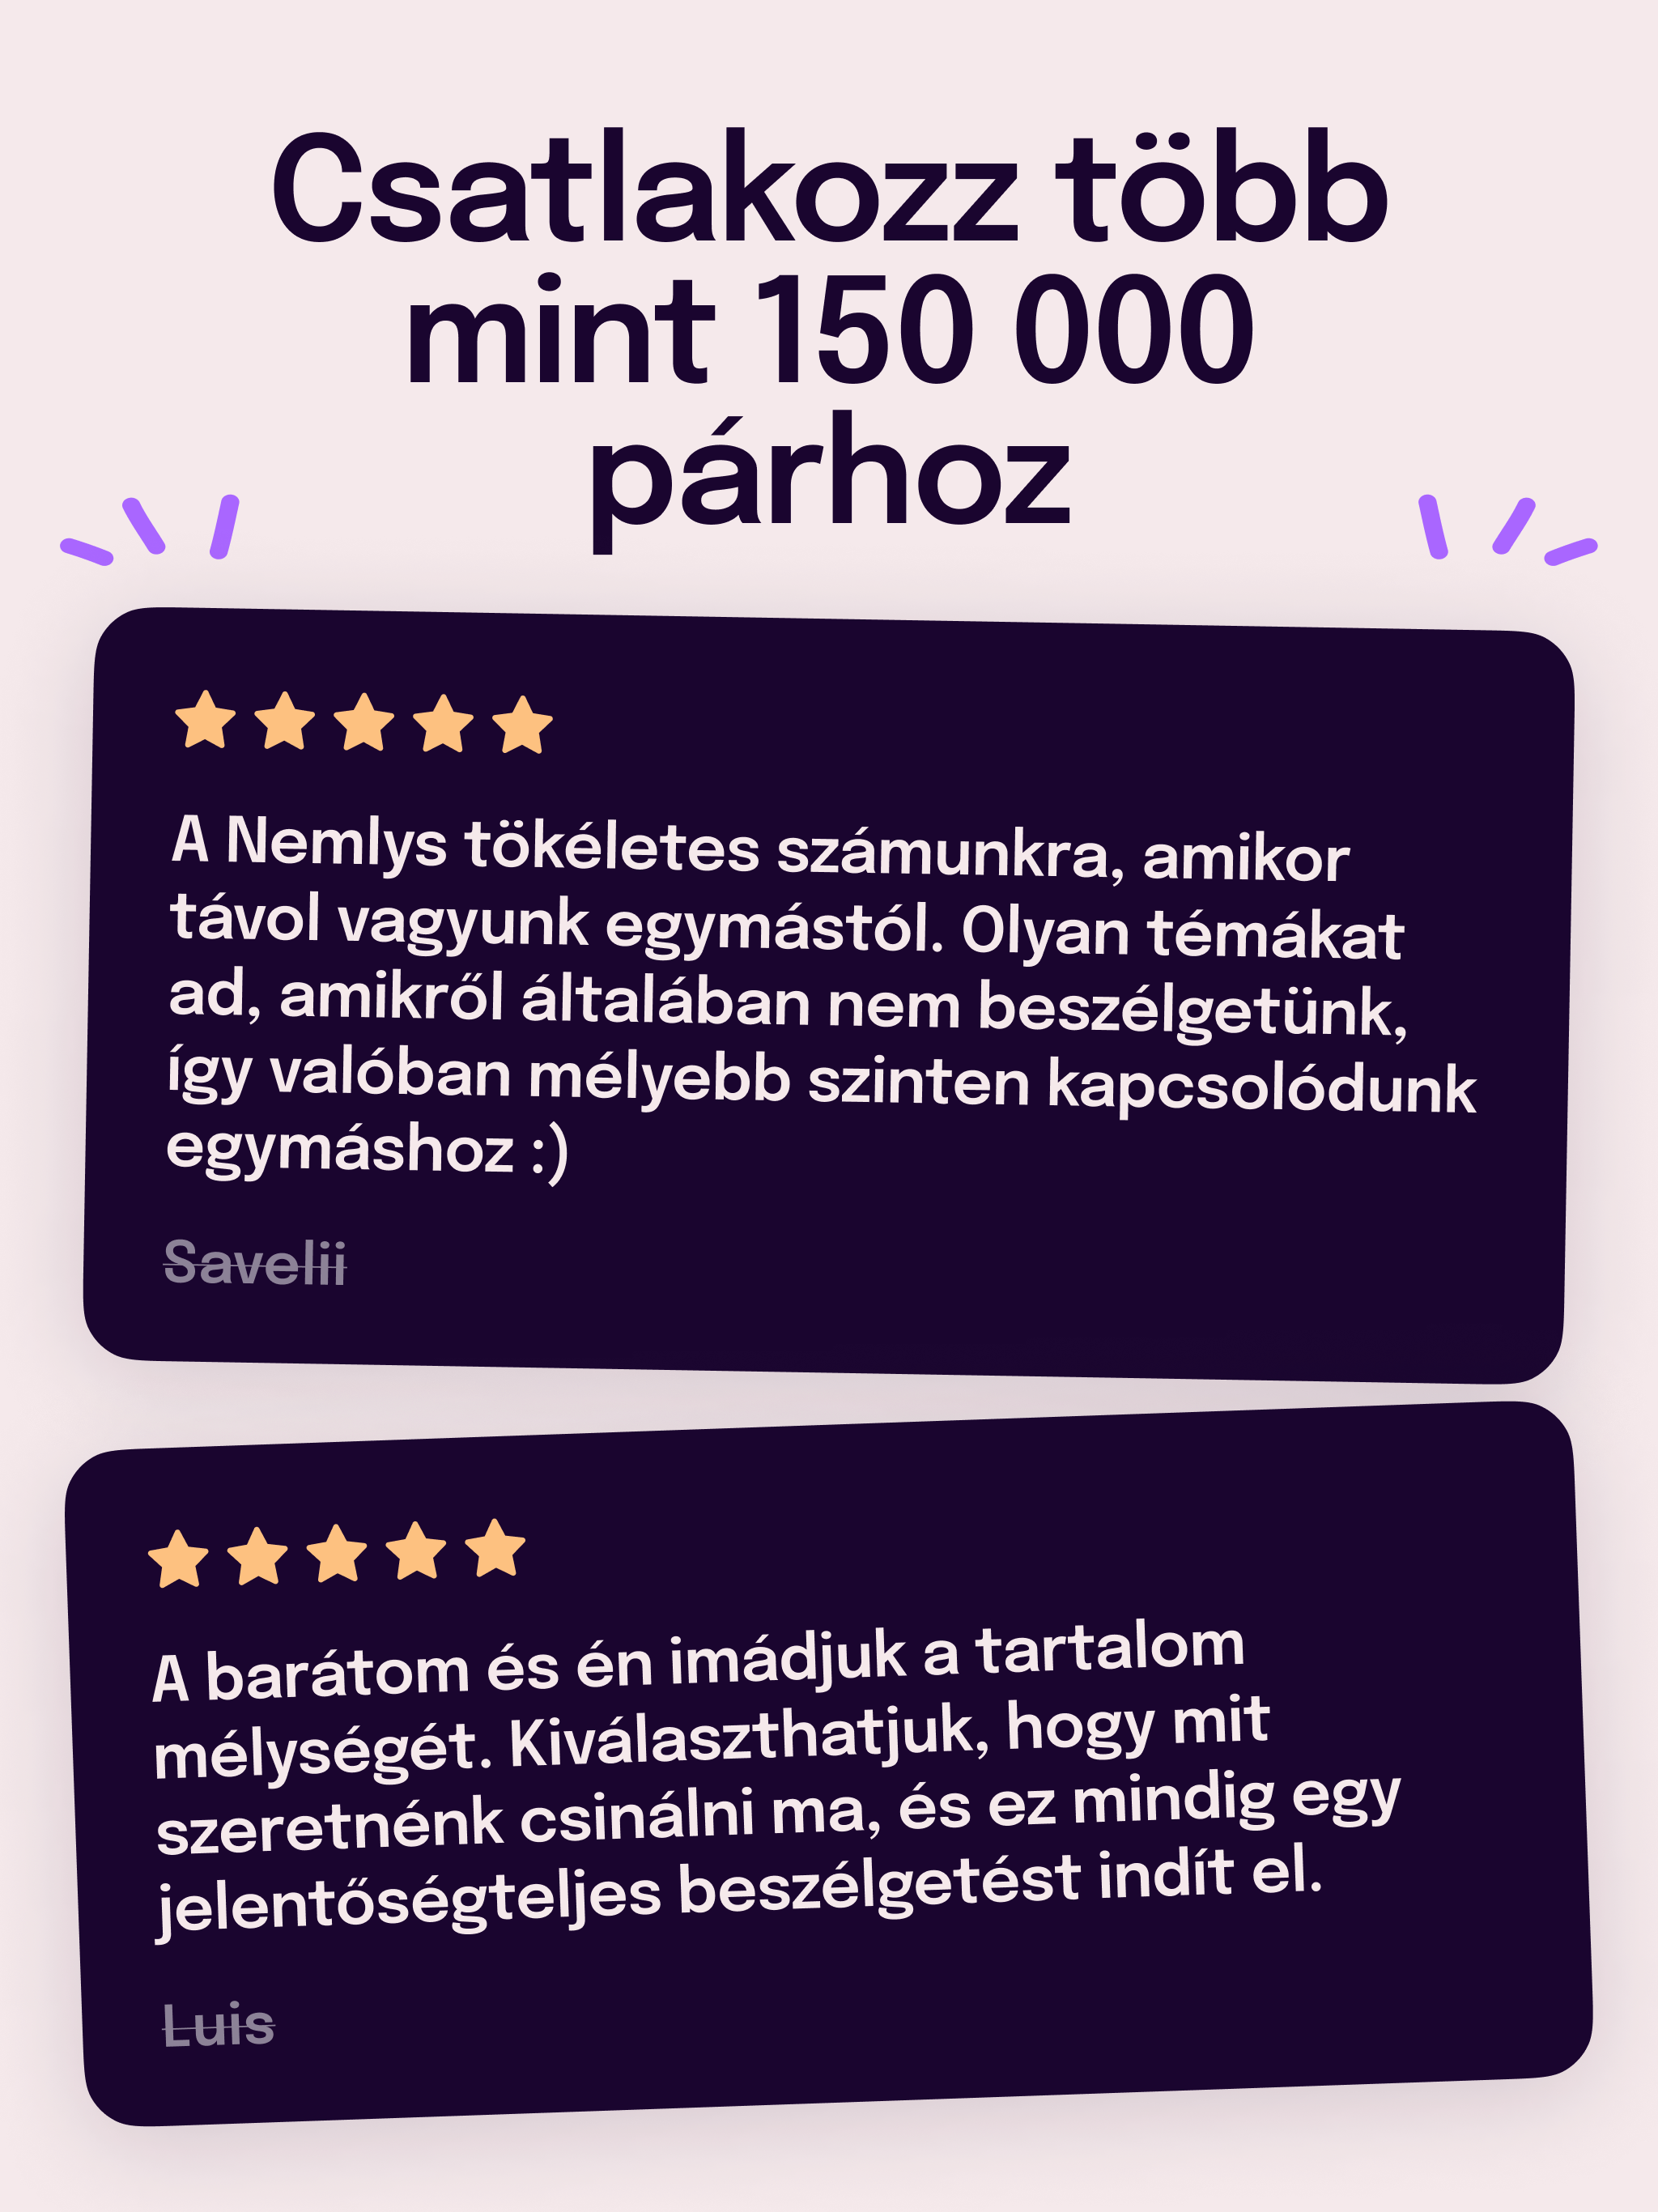 Csatlakozz több
mint 150 000
párhoz
A Nemlys tökéletes számunkra, amikor
távol vagyunk egymástól. Olyan témákat
ad, amikről általában nem beszélgetünk,
így valóban mélyebb szinten kapcsolódunk
egymáshoz :)
Savelii
A barátom és én imádjuk a tartalom
mélységét. Kiválaszthatjuk, hogy mit
szeretnénk csinálni ma, és ez mindig egy
jelentőségteljes beszélgetést indít el.
Luis